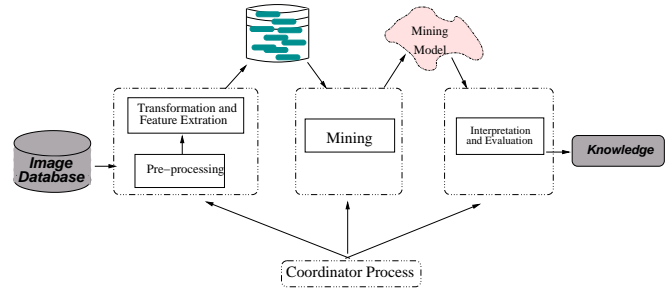 Mining
Model
Transformation and
Feature Extration
Pre-processing
Mining
Interpretation
and Evaluation
Image
Database
Knowledge
Coordinator Process